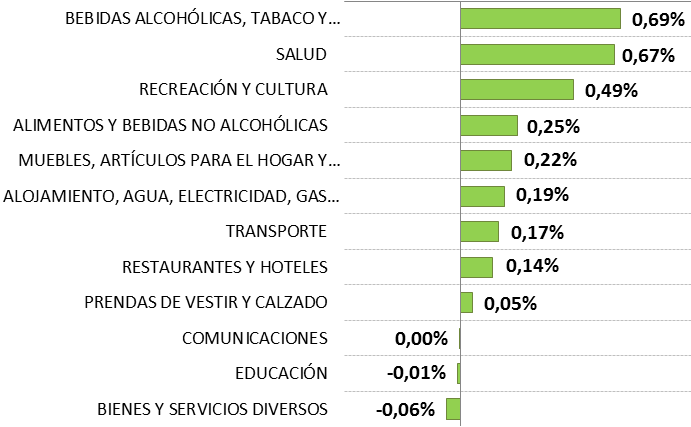 BEBIDAS ALCOHÓLICAS, TABACO Y... 0,69%
SALUD 0,67%
RECREACIÓN Y CULTURA 0,49%
ALIMENTOS Y BEBIDAS NO ALCOHÓLICAS 0,25%
MUEBLES, ARTÍCULOS PARA EL HOGAR Y... 0,22%
ALOJAMIENTO, AGUA, ELECTRICIDAD, GAS... 0,19%
TRANSPORTE 0,17%
RESTAURANTES Y HOTELES 0,14%
PRENDAS DE VESTIR Y CALZADO 0,05%
COMUNICACIONES 0,00%
EDUCACIÓN -0,01%
BIENES Y SERVICIOS DIVERSOS -0,06%